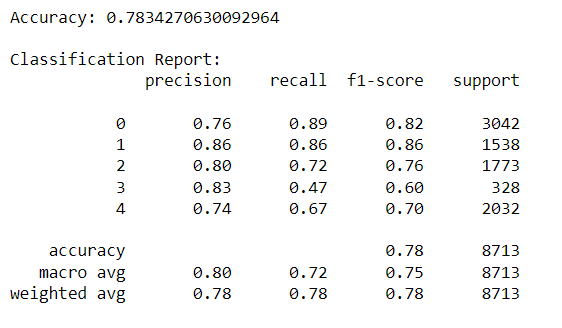 Accuracy: 0.7834270630092964
Classification Report:
precision recall f1-score support
0 0.76 0.89 0.82 3042
1 0.86 0.86 0.86 1538
2 0.80 0.72 0.76 1773
3 0.83 0.47 0.60 328
4 0.74 0.67 0.70 2032
accuracy 0.78 8713
macro avg 0.80 0.72 0.75 8713
weighted avg 0.78 0.78 0.78 8713